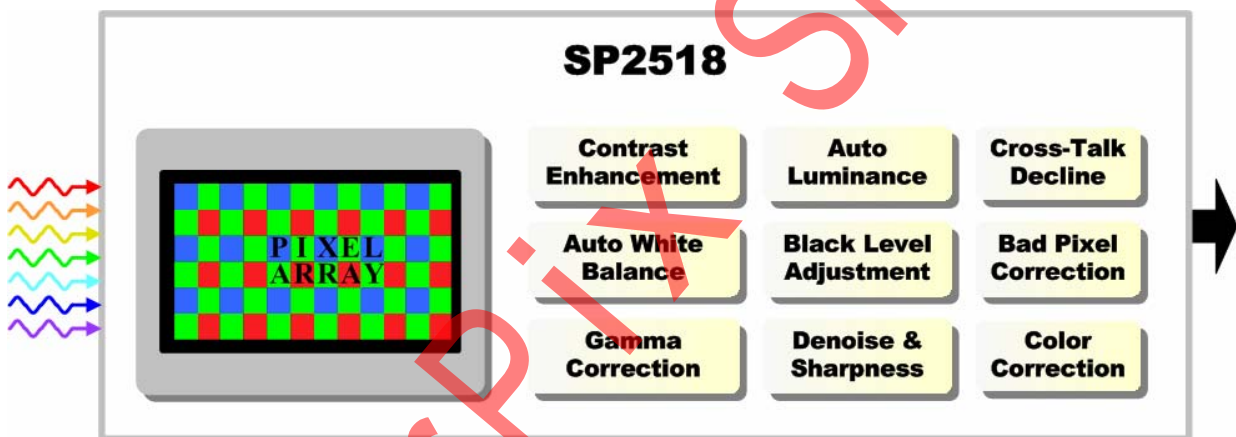 SP2518
PIXEL
ARRAY
Contrast
Enhancement
Auto
Luminance
Cross-Talk
Decline
Auto White
Balance
Black Level
Adjustment
Bad Pixel
Correction
Gamma
Correction
Denoise &
Sharpness
Color
Correction